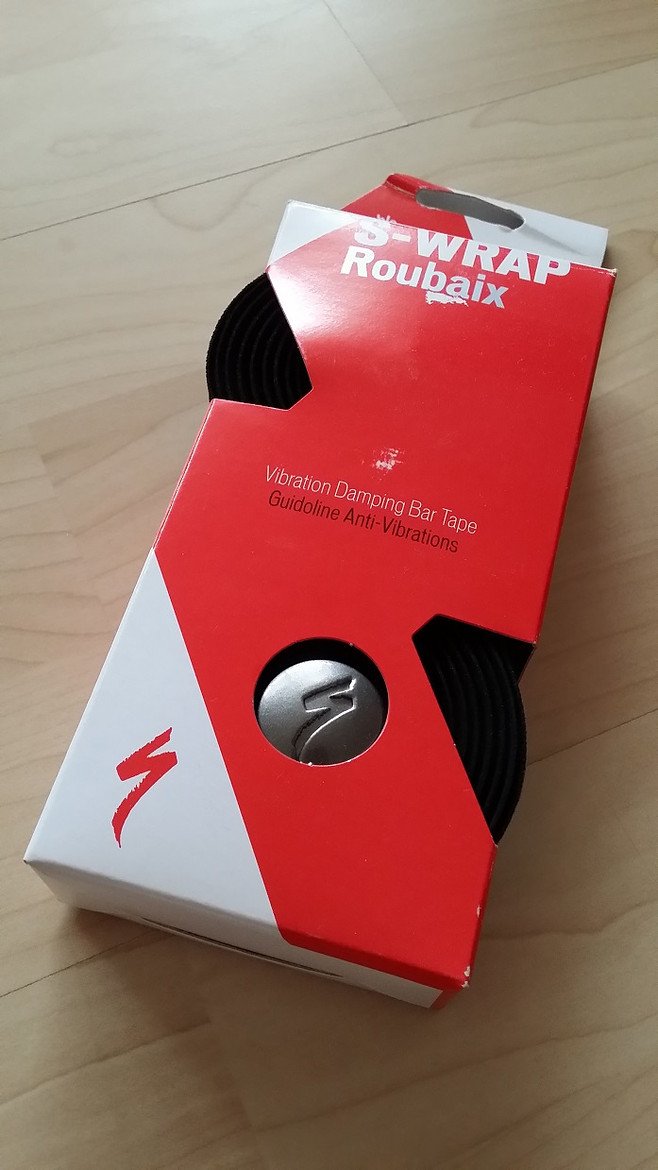 S-WRAP
Roubaix
Vibration Damping Bar Tape
Guidoline Anti-Vibrations